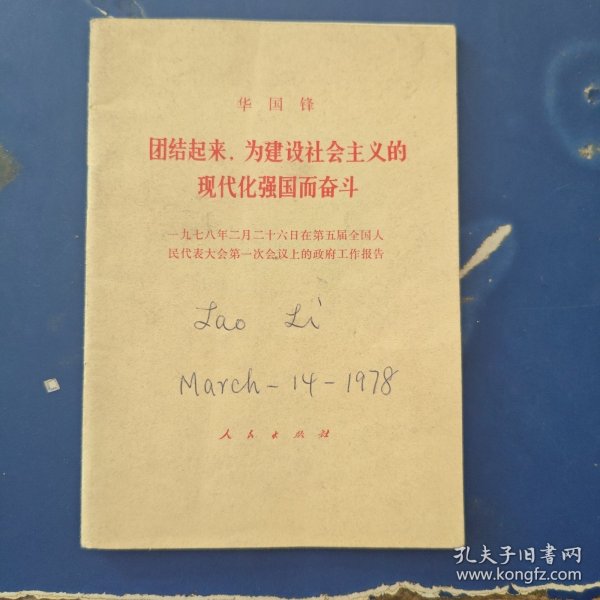 华国锋
团结起来，为建设社会主义的
现代化强国而奋斗
一九七八年二月二十六日在第五届全国人
民代表大会第一次会议上的政府工作报告
Lao Li
March-14-1978
人民出版社
孔夫子旧书网
www.kongfz.com